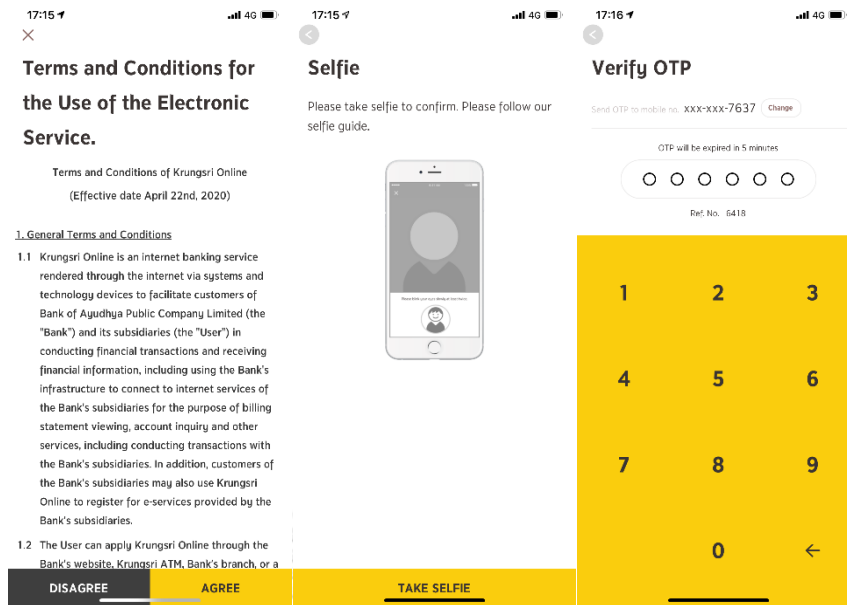 17:15
4G
Terms and Conditions for
the Use of the Electronic
Service.
Terms and Conditions of Krungsri Online
(Effective date April 22nd, 2020)
1. General Terms and Conditions
1.1 Krungsri Online is an internet banking service
rendered through the internet via systems and
technology devices to facilitate customers of
Bank of Ayudhya Public Company Limited (the
"Bank") and its subsidiaries (the "User") in
conducting financial transactions and receiving
financial information, including using the Bank's
infrastructure to connect to internet services of
the Bank's subsidiaries for the purpose of billing
statement viewing, account inquiry and other
services, including conducting transactions with
the Bank's subsidiaries. In addition, customers of
the Bank's subsidiaries may also use Krungsri
Online to register for e-services provided by the
Bank's subsidiaries.
1.2 The User can apply Krungsri Online through the
Bank's website, Krungsri ATM, Bank's branch, or a
DISAGREE AGREE
17:15
4G
Selfie
Please take selfie to confirm. Please follow our
selfie guide.
TAKE SELFIE
17:16
4G
Verify OTP
Send OTP to mobile no. xxx-xxx-7637 Change
OTP will be expired in 5 minutes
Ref. No. 6418
1 2 3
4 5 6
7 8 9
0